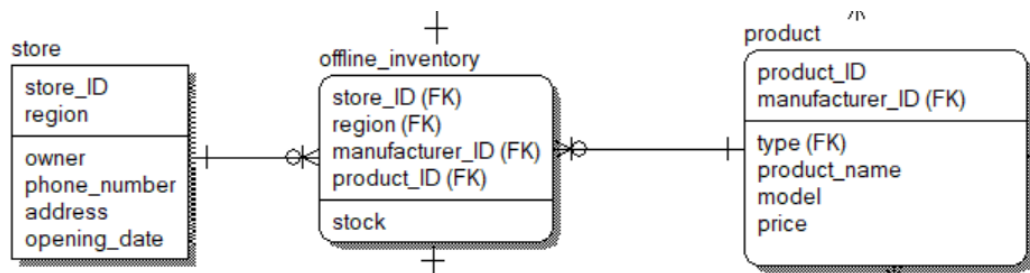 store
store_ID
region
owner
phone_number
address
opening_date
offline_inventory
store_ID (FK)
region (FK)
manufacturer_ID (FK)
product_ID (FK)
stock
product
product_ID
manufacturer_ID (FK)
type (FK)
product_name
model
price